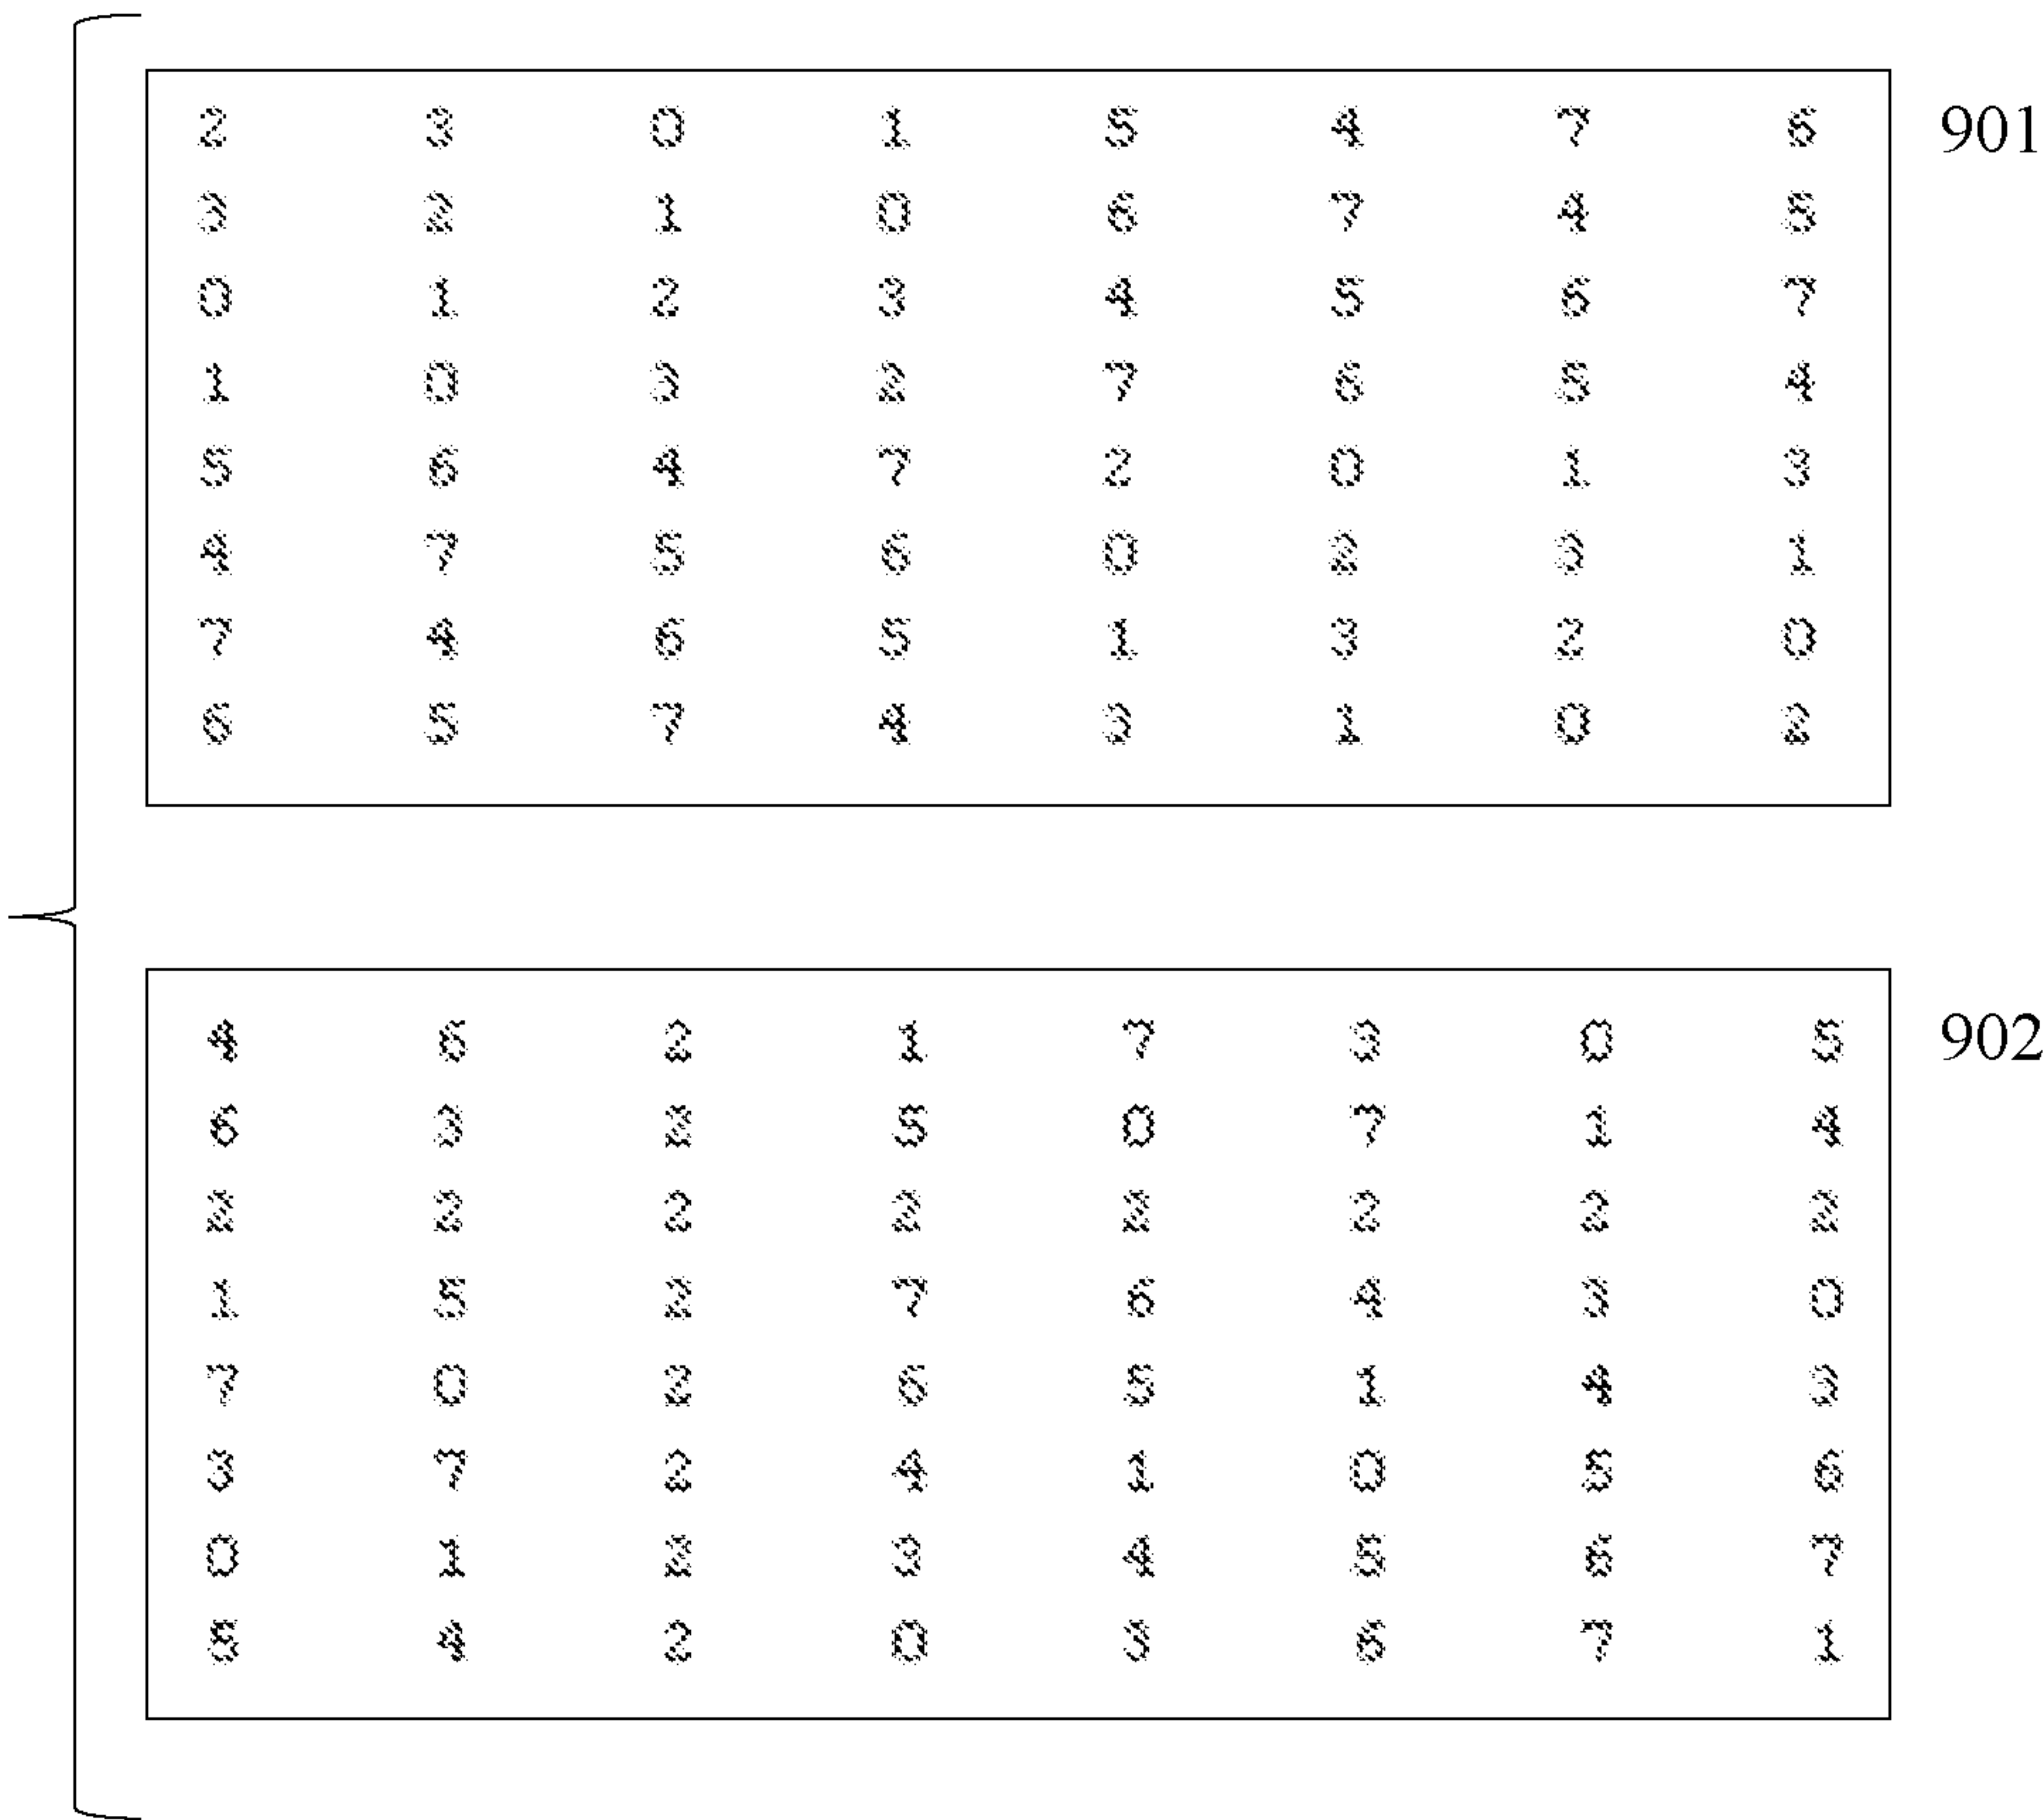 2 3 0 1 5 4 7 6 901
3 2 1 0 6 7 4 5
0 1 2 3 4 5 6 7
1 0 3 2 7 6 5 4
5 6 4 7 2 0 1 3
4 7 5 6 0 2 3 1
7 4 6 5 1 3 2 0
6 5 7 4 3 1 0 2
4 6 2 1 7 3 0 5 902
6 3 2 5 0 7 1 4
2 2 2 2 2 2 2 2
1 5 2 7 6 4 3 0
7 0 2 6 5 1 4 3
3 7 2 4 1 0 5 6
0 1 2 3 4 5 6 7
5 4 2 0 3 6 7 1